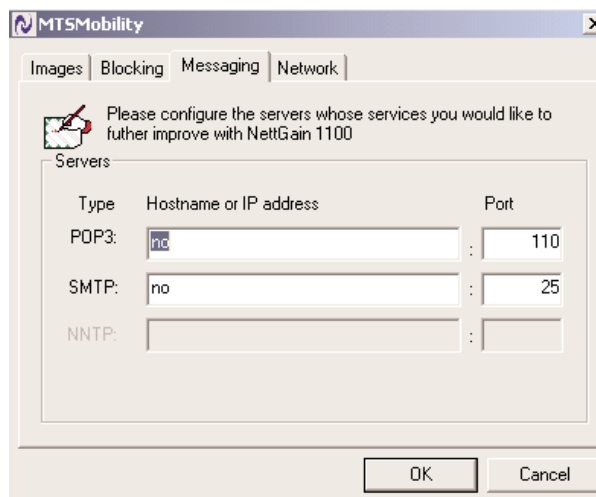 MTSMobility
Images Blocking Messaging Network
Please configure the servers whose services you would like to
futher improve with NettGain 1100
Servers
Type Hostname or IP address Port
POP3: no : 110
SMTP: no : 25
NNTP: :
OK Cancel